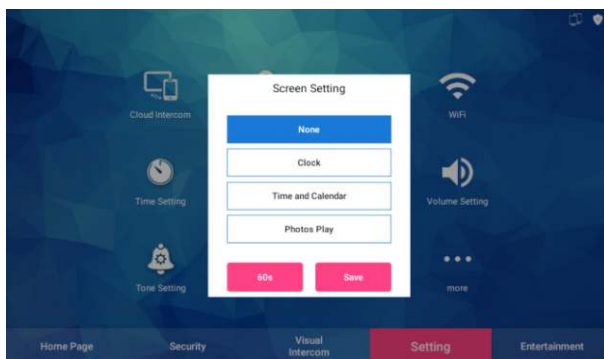 Screen Setting
None
Clock
Time and Calendar
Photos Play
60s
Save
Cloud Intercom
WiFi
Time Setting
Volume Setting
Tone Setting
more
Home Page
Security
Visual
Intercom
Setting
Entertainment